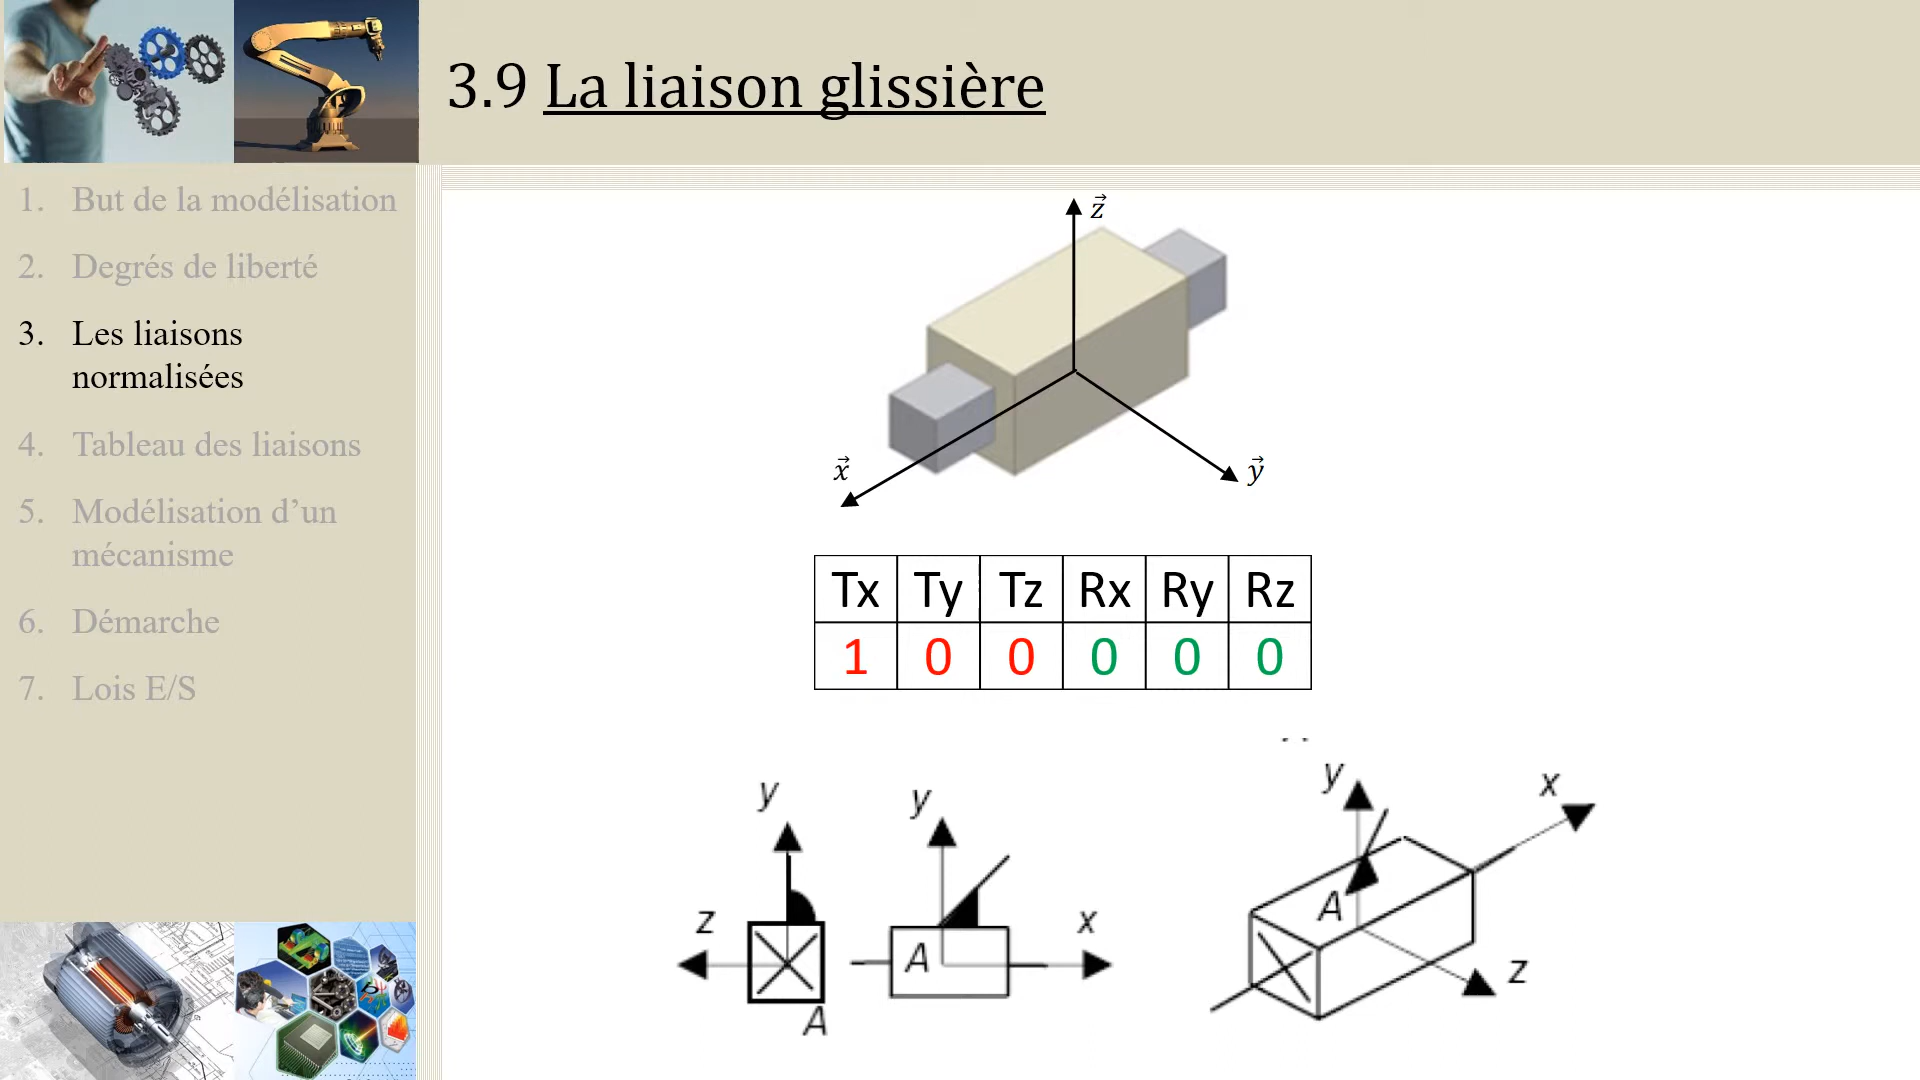 3.9 La liaison glissière
1. But de la modélisation
2. Degrés de liberté
3. Les liaisons
normalisées
4. Tableau des liaisons
5. Modélisation d’un
mécanisme
6. Démarche
7. Lois E/S
z⃗
x⃗
y⃗
Tx Ty Tz Rx Ry Rz
1 0 0 0 0 0
y
z
A
y
A
x
y
x
A
z